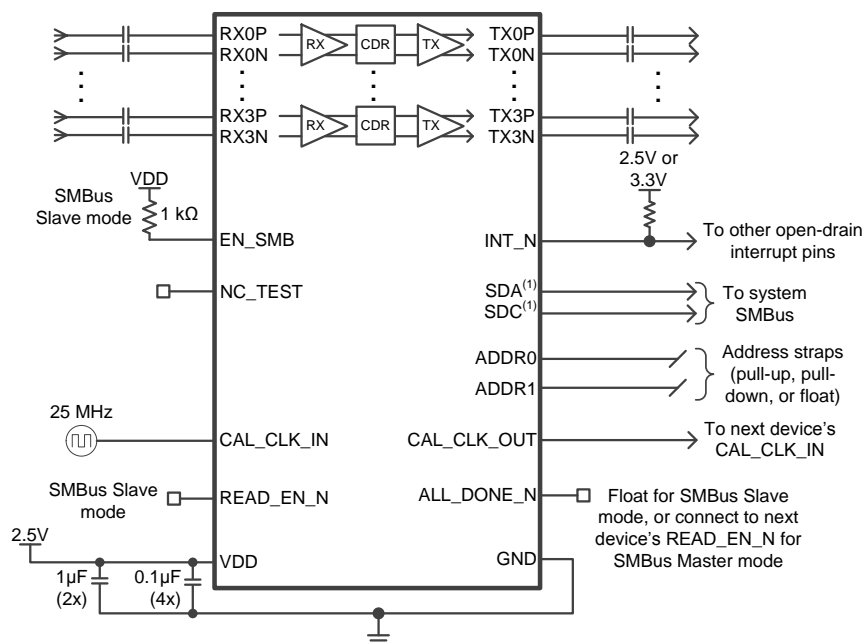 RX0P
RX0N
RX
CDR
TX
TX0P
TX0N
RX3P
RX3N
RX
CDR
TX
TX3P
TX3N
VDD
SMBus
Slave mode
1 kΩ
EN_SMB
2.5V or
3.3V
INT_N
To other open-drain
interrupt pins
NC_TEST
SDA(1)
SDC(1)
To system
SMBus
ADDR0
ADDR1
Address straps
(pull-up, pull-
down, or float)
25 MHz
CAL_CLK_IN
CAL_CLK_OUT
To next device's
CAL_CLK_IN
SMBus Slave
mode
READ_EN_N
ALL_DONE_N
Float for SMBus Slave
mode, or connect to next
device's READ_EN_N for
SMBus Master mode
2.5V
VDD
GND
1μF
(2x)
0.1μF
(4x)